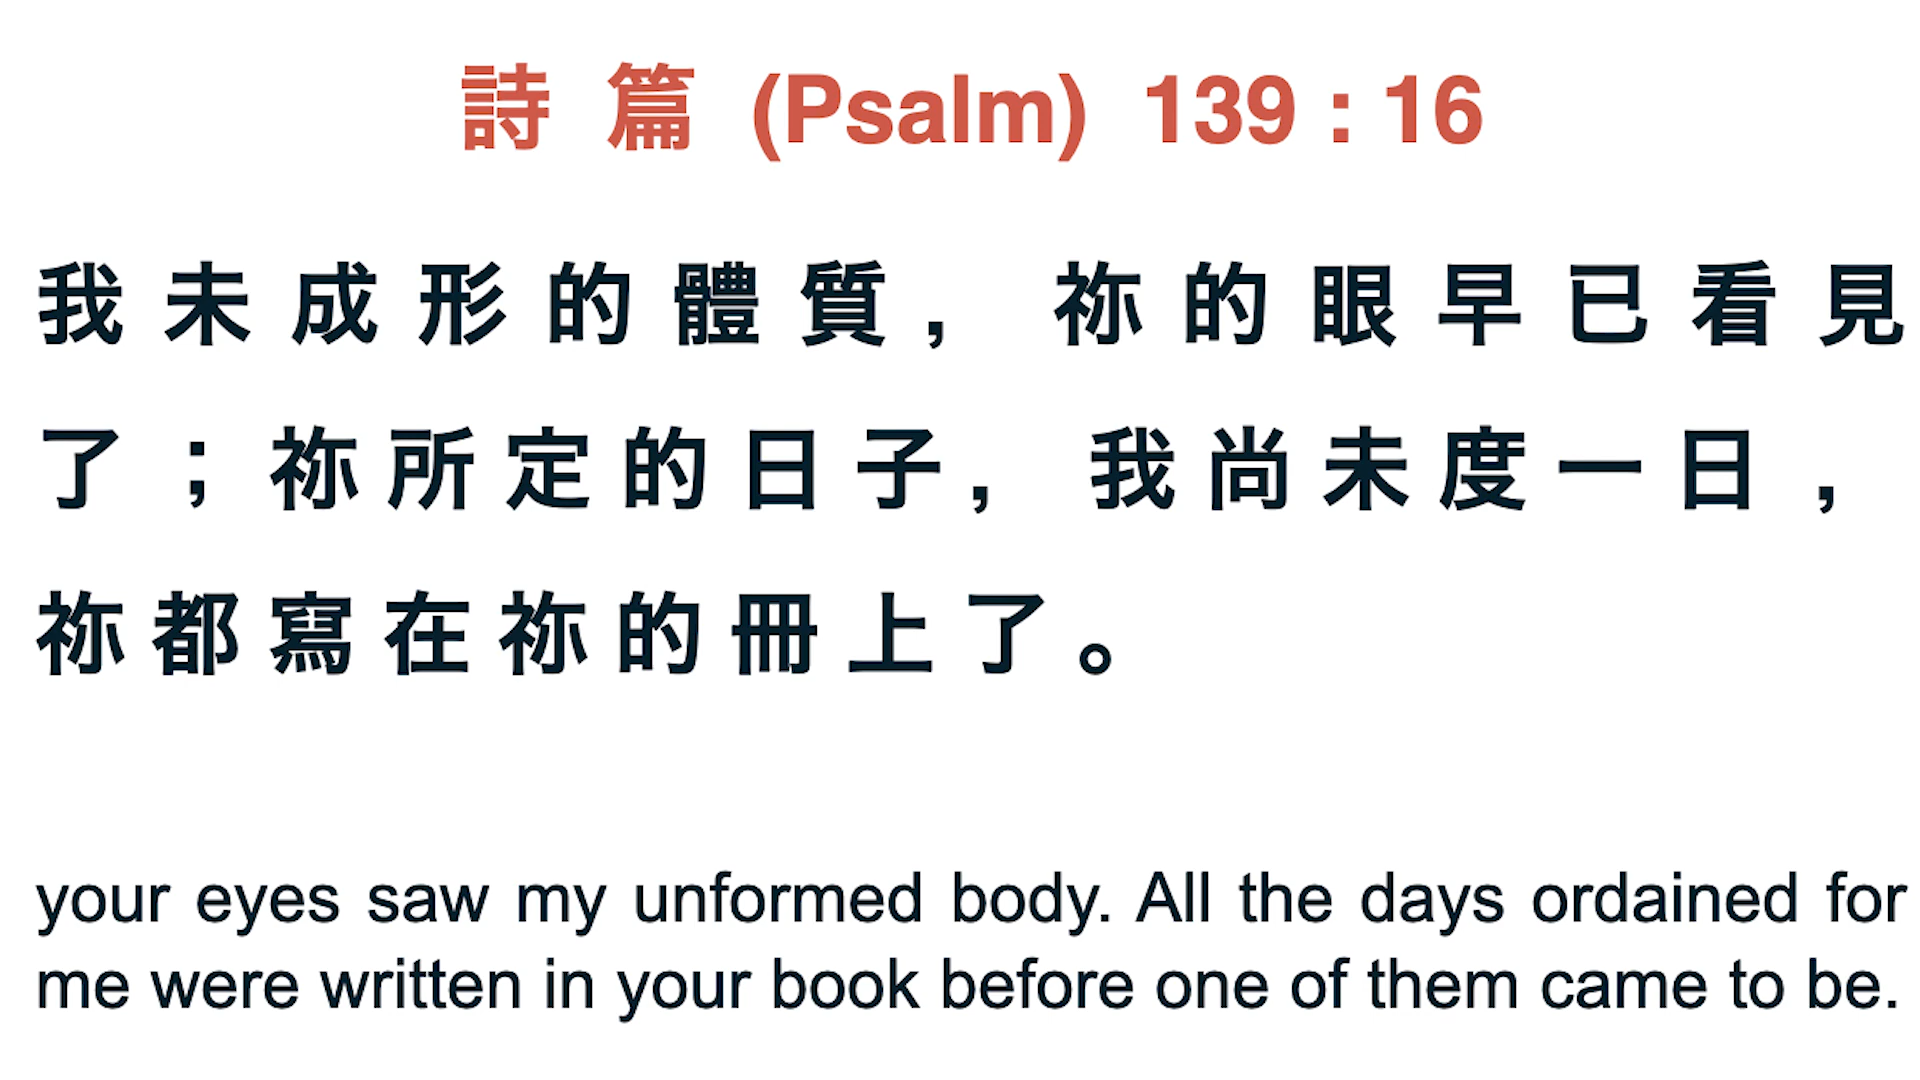 詩 篇 (Psalm) 139 : 16
我未成形的體質, 祢的眼早已看見
了；祢所定的日子, 我尚未度一日，
祢都寫在祢的冊上了。
your eyes saw my unformed body. All the days ordained for
me were written in your book before one of them came to be.